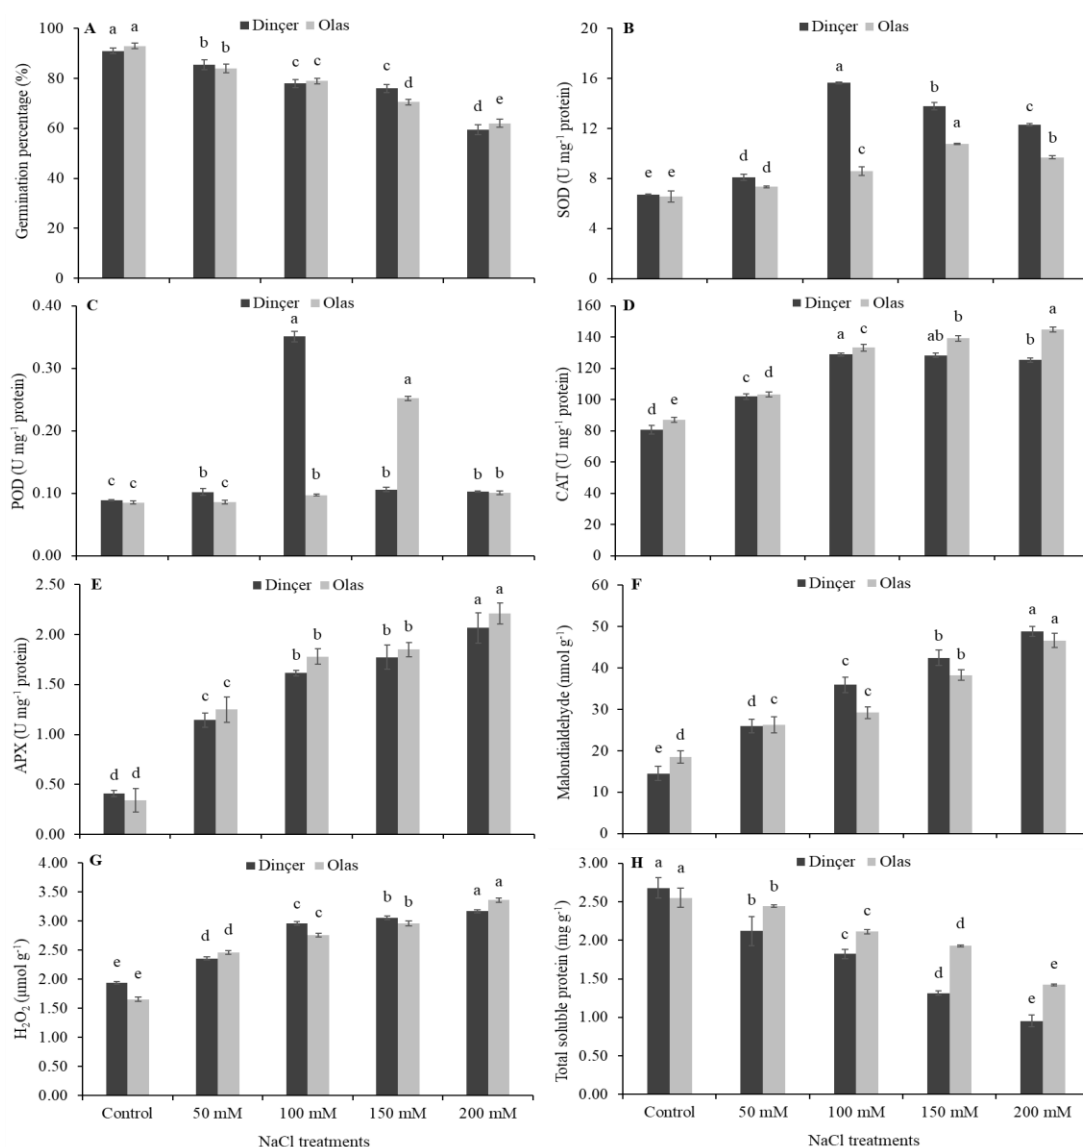 A
Dinçer Olas
Germination percentage (%)
100
80
60
40
20
0
a a b b c c c d d e
B
Dinçer Olas
SOD (U mg-1 protein)
20
16
12
8
4
0
e e d d a c b a c b
C
Dinçer Olas
POD (U mg-1 protein)
0.40
0.30
0.20
0.10
0.00
c c b c a b b a b b
D
Dinçer Olas
CAT (U mg-1 protein)
160
140
120
100
80
60
40
20
0
d e c d a c ab b b a
E
Dinçer Olas
APX (U mg-1 protein)
2.50
2.00
1.50
1.00
0.50
0.00
d d c c b b b b a a
F
Dinçer Olas
Malondialdehyde (nmol g-1)
60
50
40
30
20
10
0
e d d c c c b b a a
G
Dinçer Olas
H2O2 (µmol g-1)
4.00
3.50
3.00
2.50
2.00
1.50
1.00
0.50
0.00
e e d d c c b b a a
Control 50 mM 100 mM 150 mM 200 mM
NaCl treatments
H
Dinçer Olas
Total soluble protein (mg g-1)
3.00
2.50
2.00
1.50
1.00
0.50
0.00
a a b b c c d d e e
Control 50 mM 100 mM 150 mM 200 mM
NaCl treatments